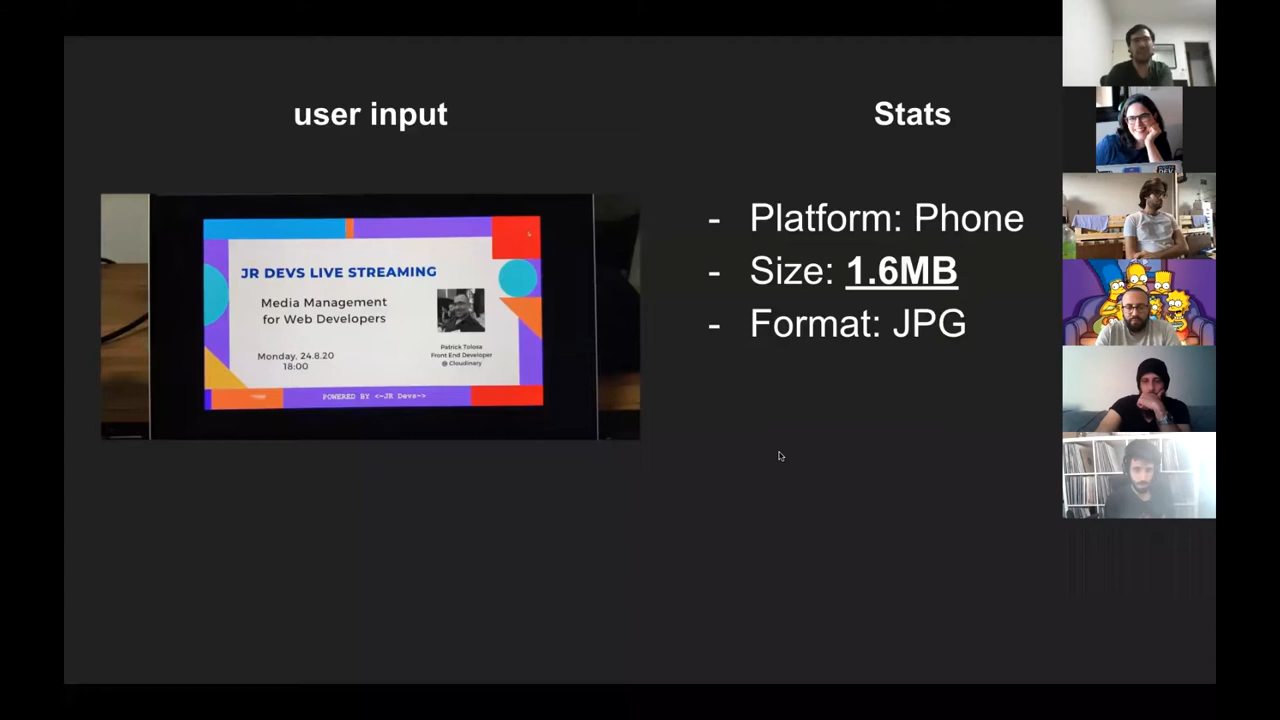 user input
JR DEVS LIVE STREAMING
Media Management
for Web Developers
Monday, 24.8.20
18:00
Patrick Tolosa
Front End Developer
@ Cloudinary
POWERED BY <-JR Devs->
Stats
- Platform: Phone
- Size: 1.6MB
- Format: JPG
DEV